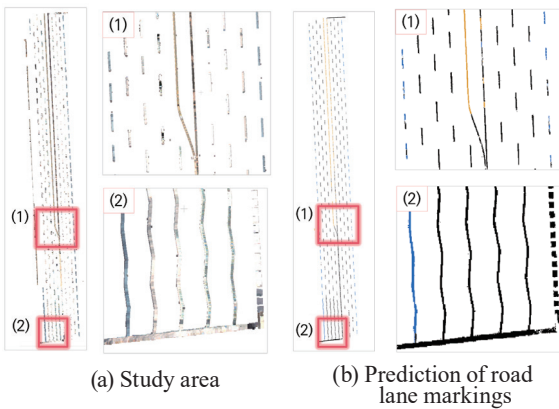 (1)
(1)
(2)
(2)
(a) Study area
(1)
(1)
(2)
(2)
(b) Prediction of road
lane markings